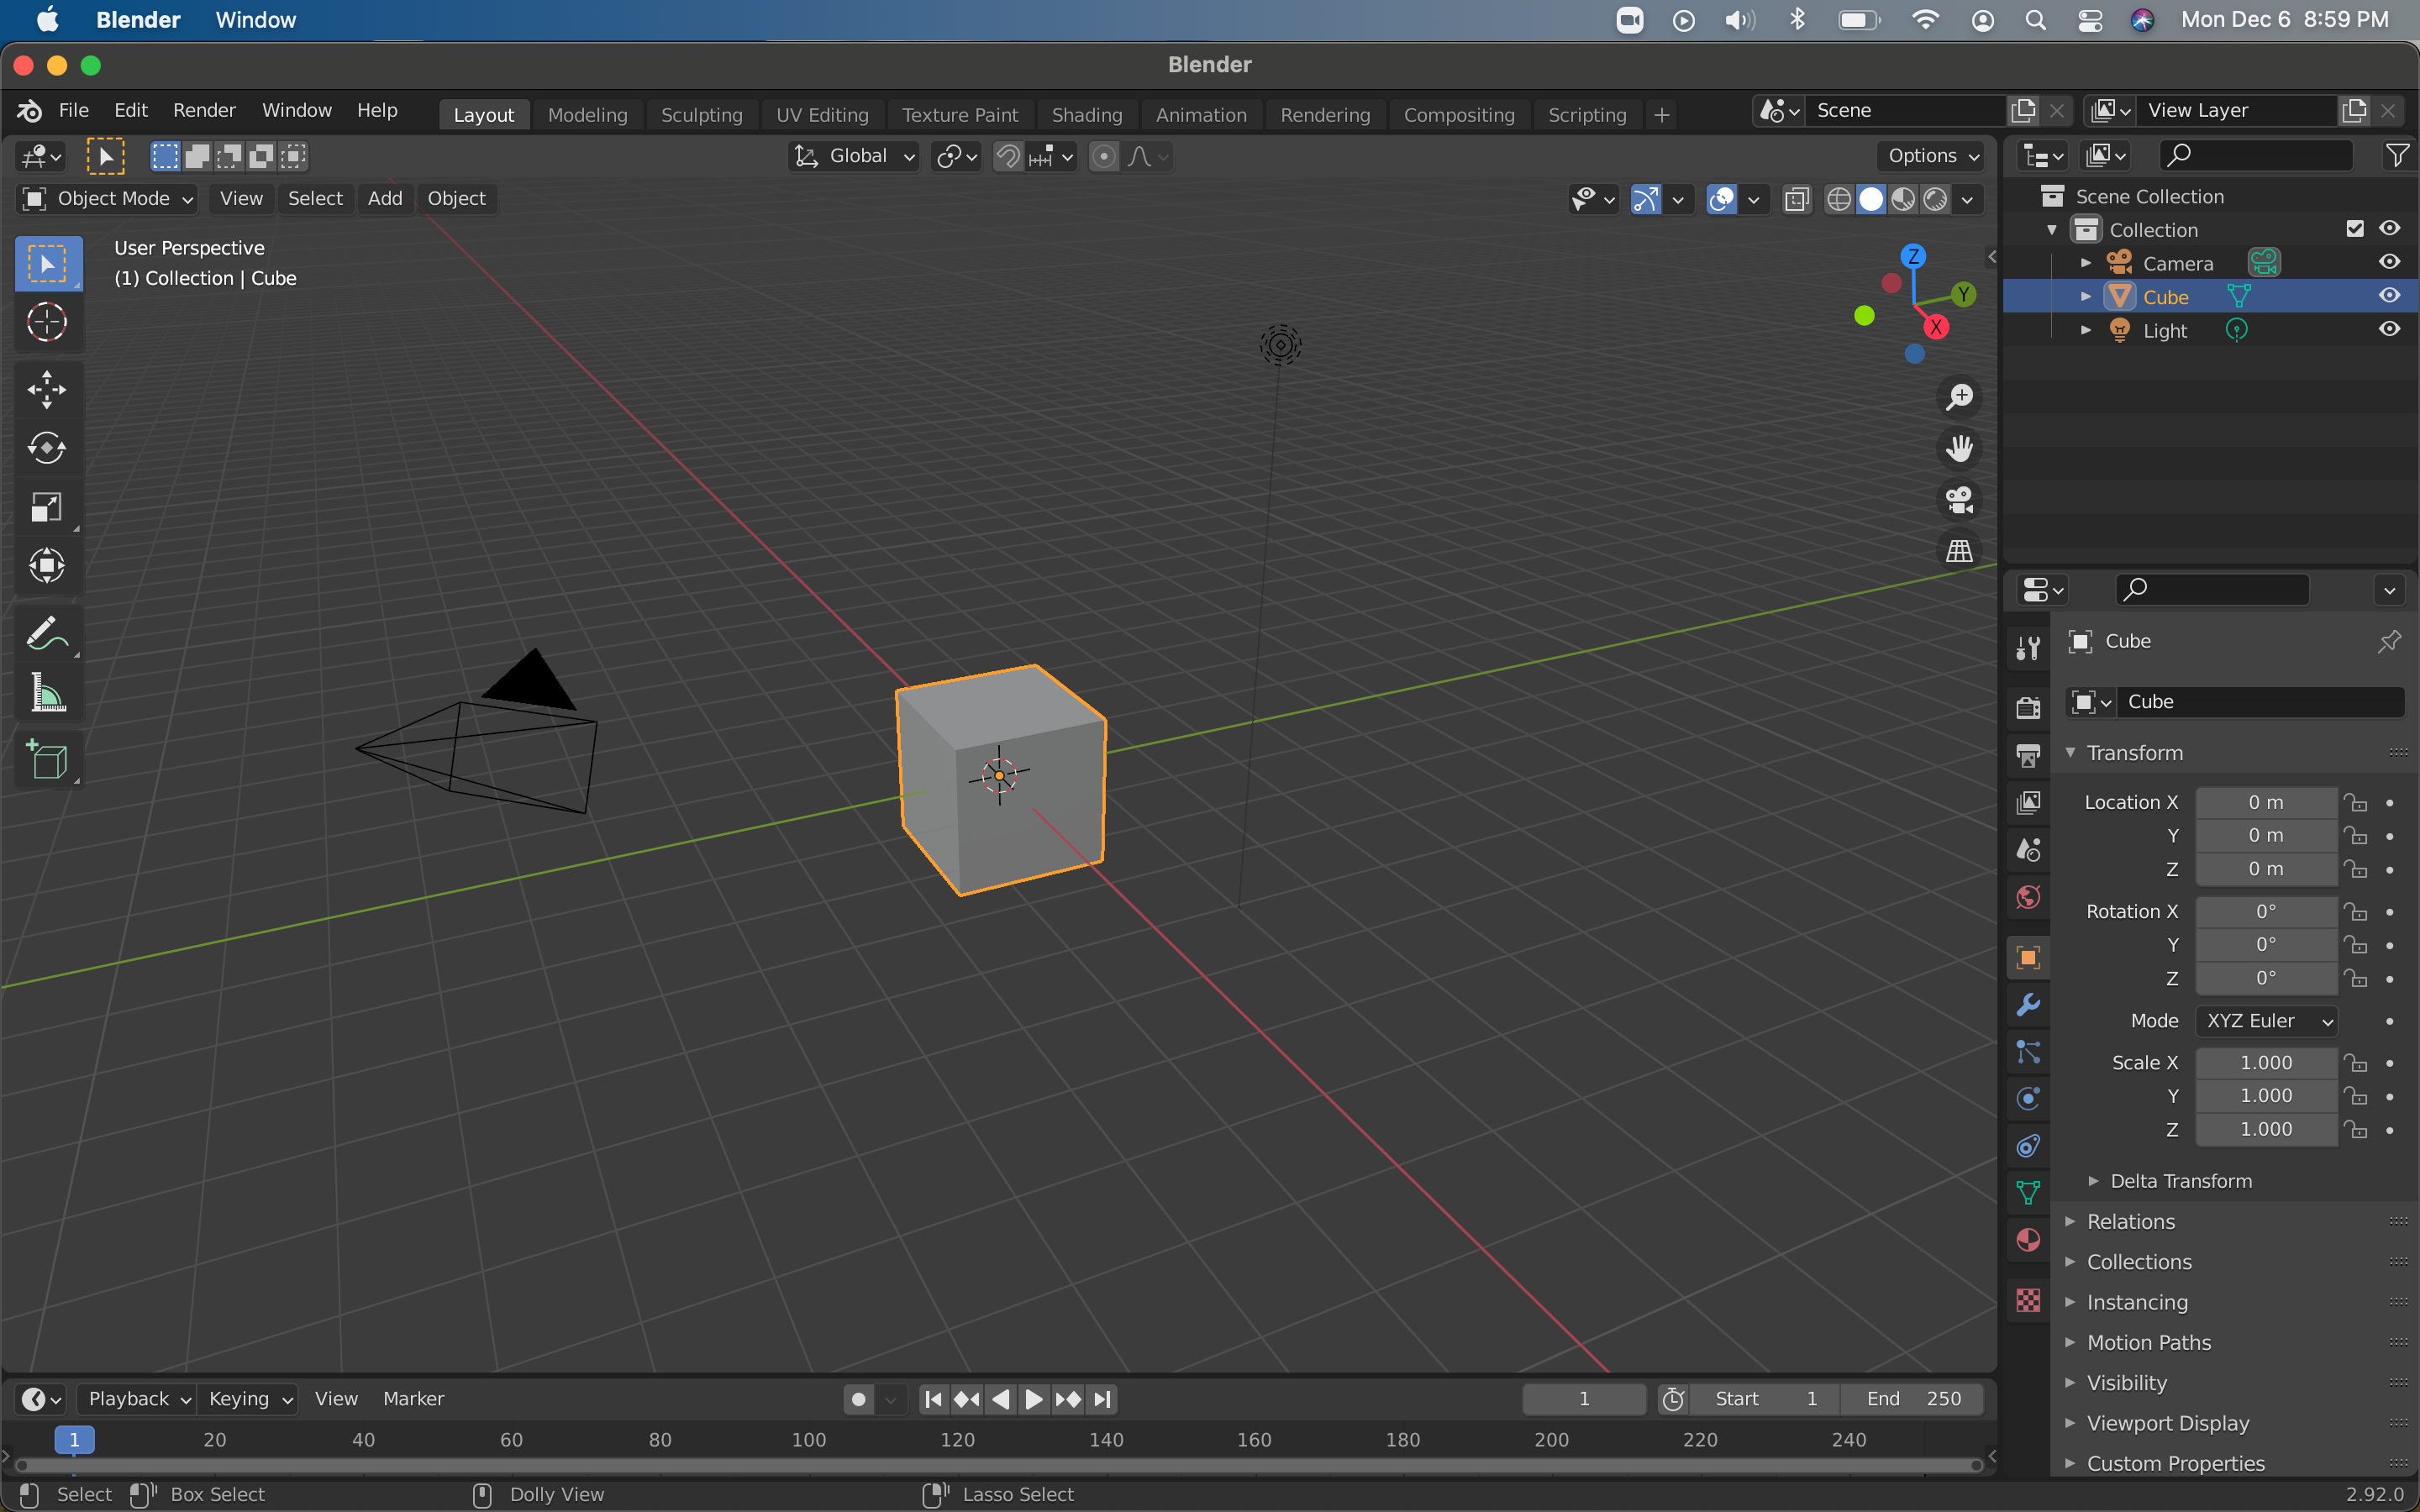 Blender Window Mon Dec 6 8:59 PM
Blender
File Edit Render Window Help Layout Modeling Sculpting UV Editing Texture Paint Shading Animation Rendering Compositing Scripting + Scene View Layer
Global Options
Object Mode View Select Add Object
User Perspective
(1) Collection | Cube
Z
Y
X
Scene Collection
Collection
Camera
Cube
Light
Cube
Cube
Transform
Location X 0 m
Y 0 m
Z 0 m
Rotation X 0°
Y 0°
Z 0°
Mode XYZ Euler
Scale X 1.000
Y 1.000
Z 1.000
Delta Transform
Relations
Collections
Instancing
Motion Paths
Visibility
Viewport Display
Custom Properties
Playback Keying View Marker 1 Start 1 End 250
1 20 40 60 80 100 120 140 160 180 200 220 240
Select Box Select Dolly View Lasso Select 2.92.0